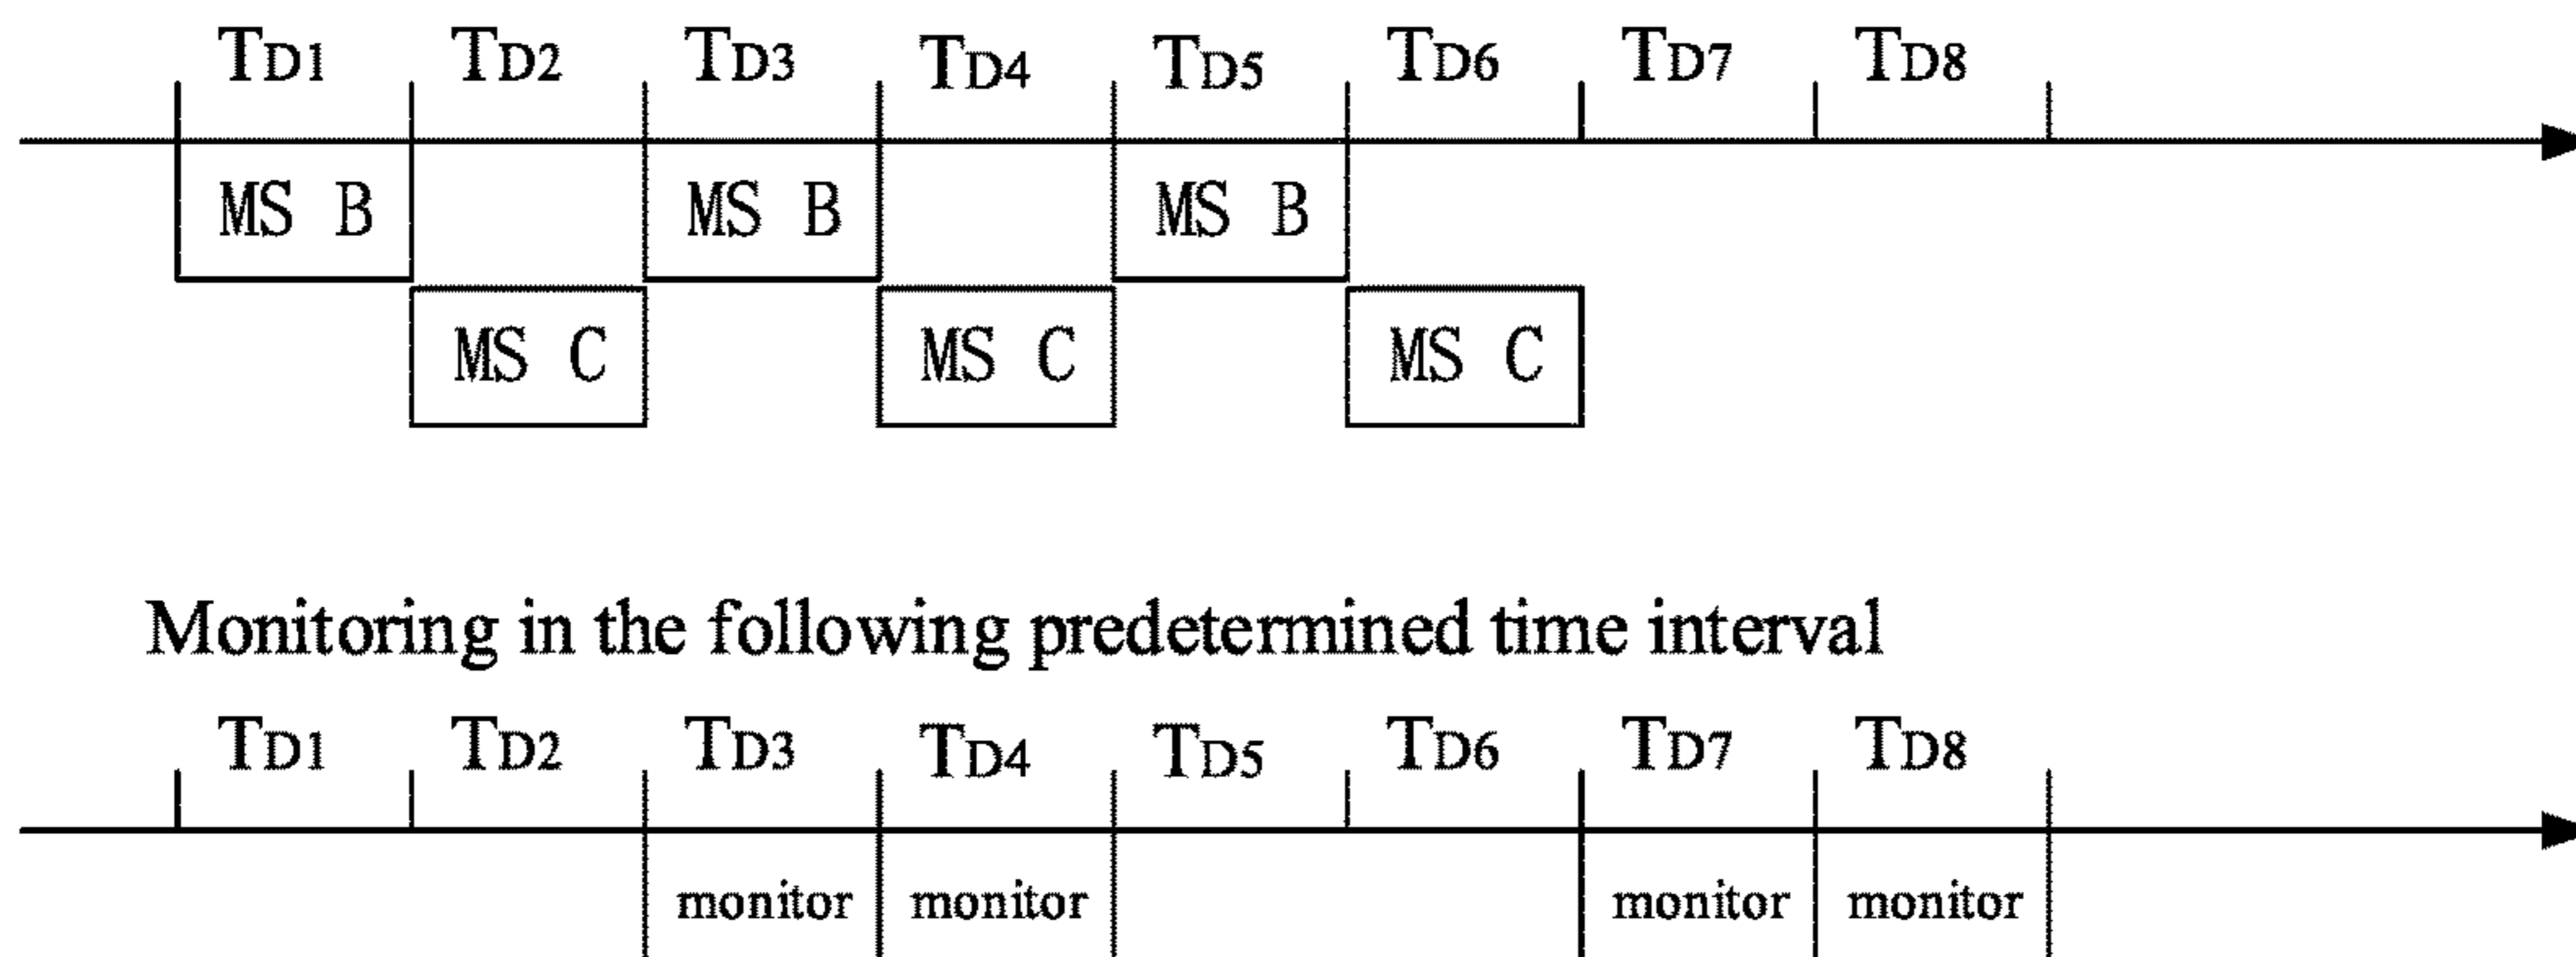 TD1 TD2 TD3 TD4 TD5 TD6 TD7 TD8
MS B MS B MS B
MS C MS C MS C
Monitoring in the following predetermined time interval
TD1 TD2 TD3 TD4 TD5 TD6 TD7 TD8
monitor monitor monitor monitor